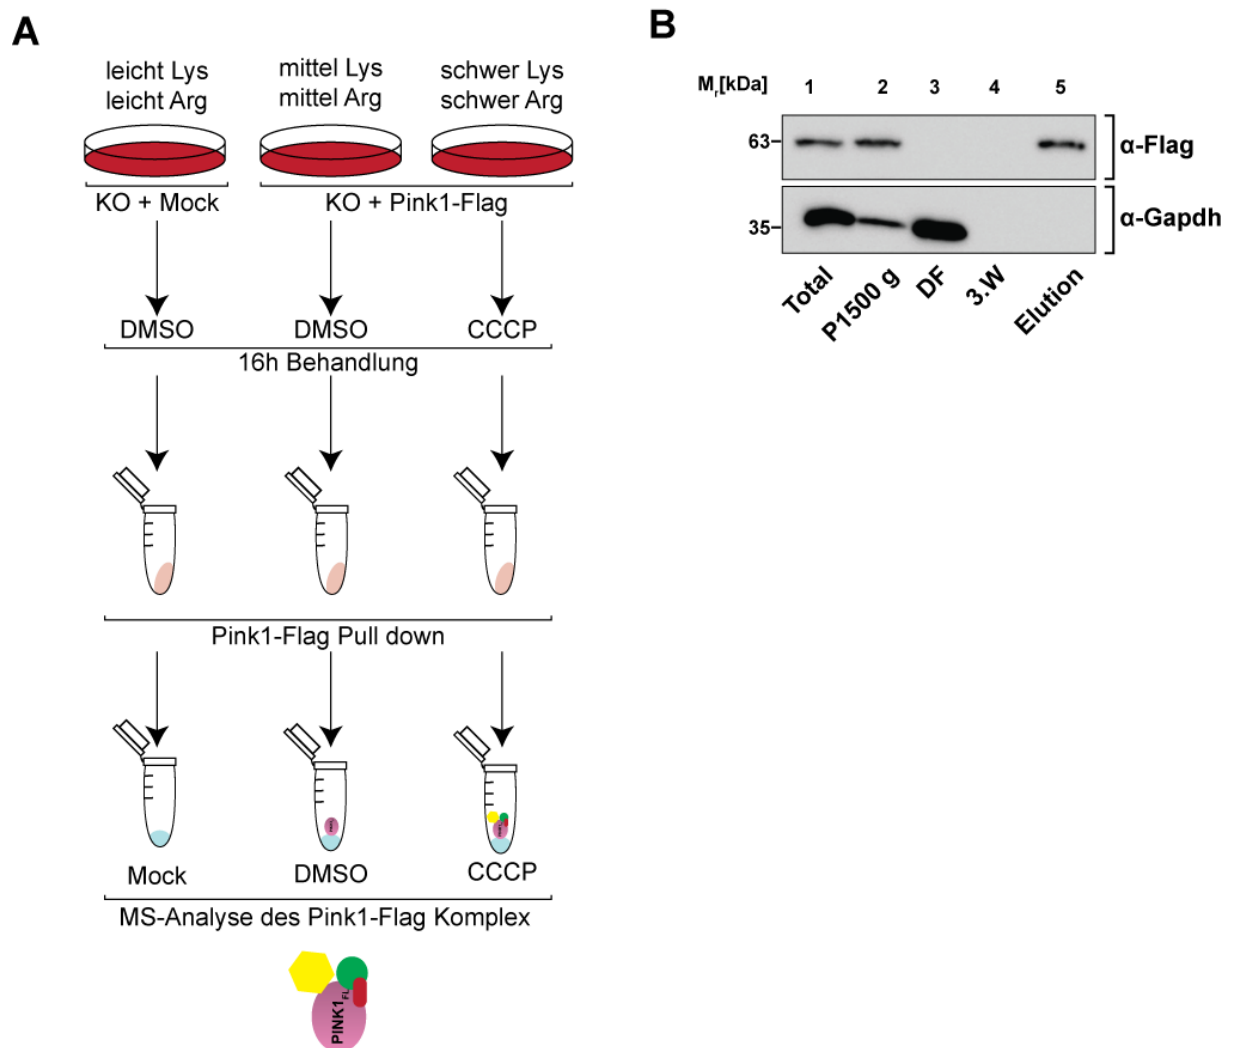 A
leicht Lys
leicht Arg
mittel Lys
mittel Arg
schwer Lys
schwer Arg
KO + Mock
KO + Pink1-Flag
DMSO
DMSO
CCCP
16h Behandlung
Pink1-Flag Pull down
Mock
DMSO
CCCP
MS-Analyse des Pink1-Flag Komplex
PINK1FL
B
Mr[kDa] 1 2 3 4 5
63
α-Flag
35
α-Gapdh
Total
P1500 g
DF
3.W
Elution